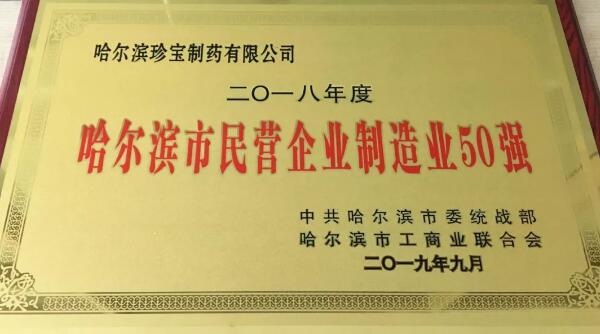 哈尔滨珍宝制药有限公司
二〇一八年度
哈尔滨市民营企业制造业50强
中共哈尔滨市委统战部
哈尔滨市工商业联合会
二〇一九年九月